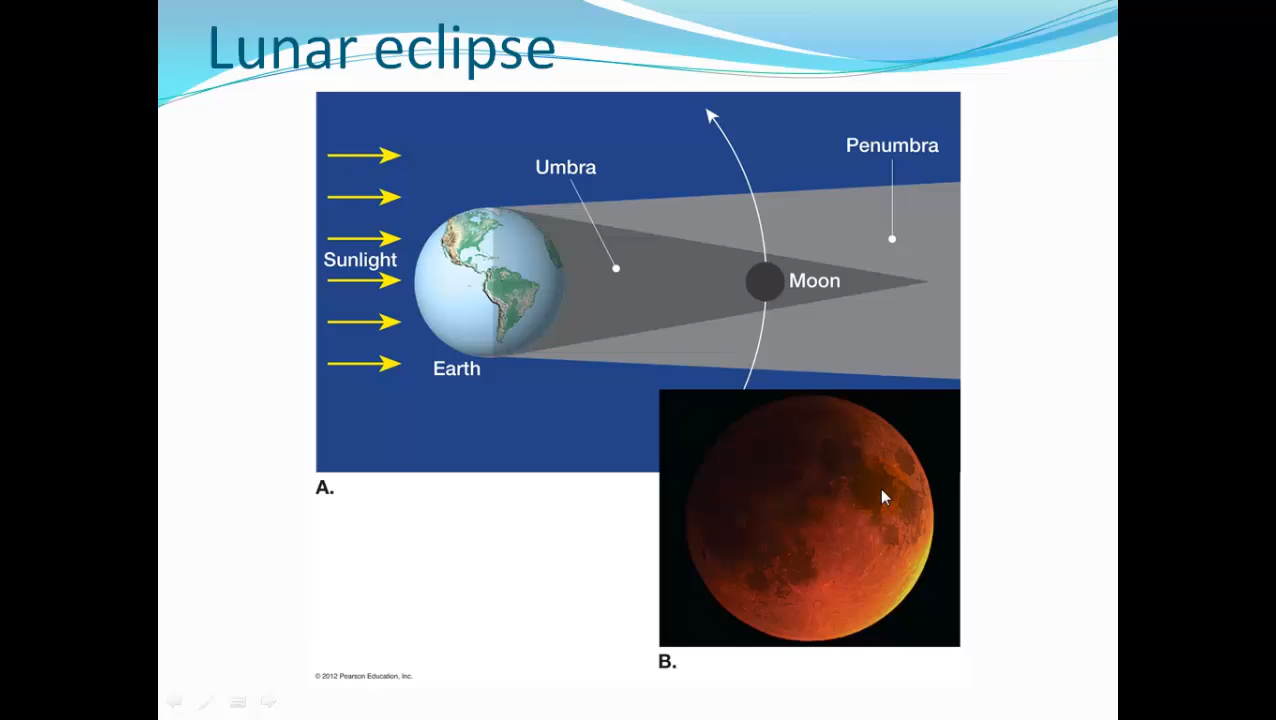 Lunar eclipse
Penumbra
Umbra
Sunlight
Moon
Earth
A.
B.
© 2012 Pearson Education, Inc.